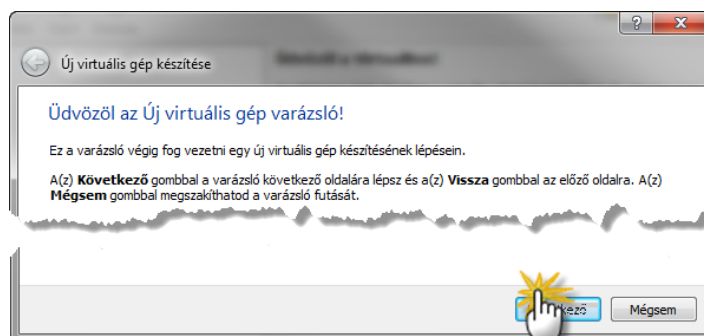 Új virtuális gép készítése
Üdvözöl az Új virtuális gép varázsló!
Ez a varázsló végig fog vezetni egy új virtuális gép készítésének lépésein.
A(z) Következő gombbal a varázsló következő oldalára lépsz és a(z) Vissza gombbal az előző oldalra. A(z)
Mégsem gombbal megszakíthatod a varázsló futását.
Mégsem